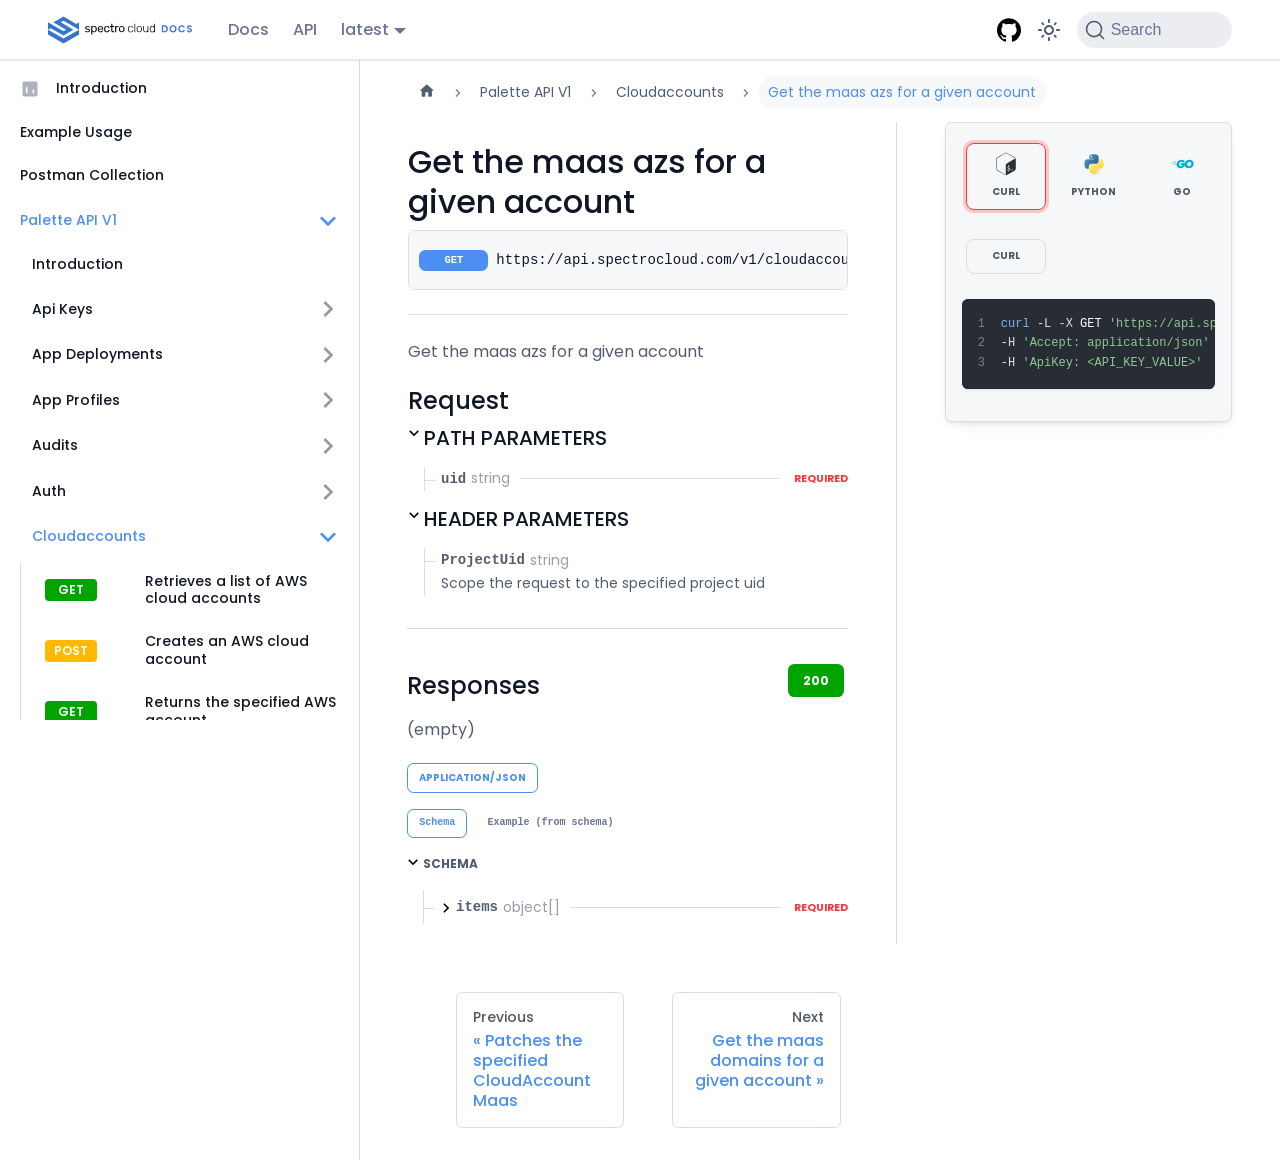 spectro cloud DOCS
Docs
API
latest
Search
Introduction
Example Usage
Postman Collection
Palette API V1
Introduction
Api Keys
App Deployments
App Profiles
Audits
Auth
Cloudaccounts
GET Retrieves a list of AWS
cloud accounts
POST Creates an AWS cloud
account
GET Returns the specified AWS
account
Palette API V1
Cloudaccounts
Get the maas azs for a given account
Get the maas azs for a
given account
GET https://api.spectrocloud.com/v1/cloudaccou
Get the maas azs for a given account
Request
PATH PARAMETERS
uid string REQUIRED
HEADER PARAMETERS
ProjectUid string
Scope the request to the specified project uid
Responses
200
(empty)
APPLICATION/JSON
Schema Example (from schema)
SCHEMA
items object[] REQUIRED
Previous
« Patches the
specified
CloudAccount
Maas
Next
Get the maas
domains for a
given account »
CURL
PYTHON
GO
GO
CURL
1 curl -L -X GET 'https://api.sp
2 -H 'Accept: application/json'
3 -H 'ApiKey: <API_KEY_VALUE>'